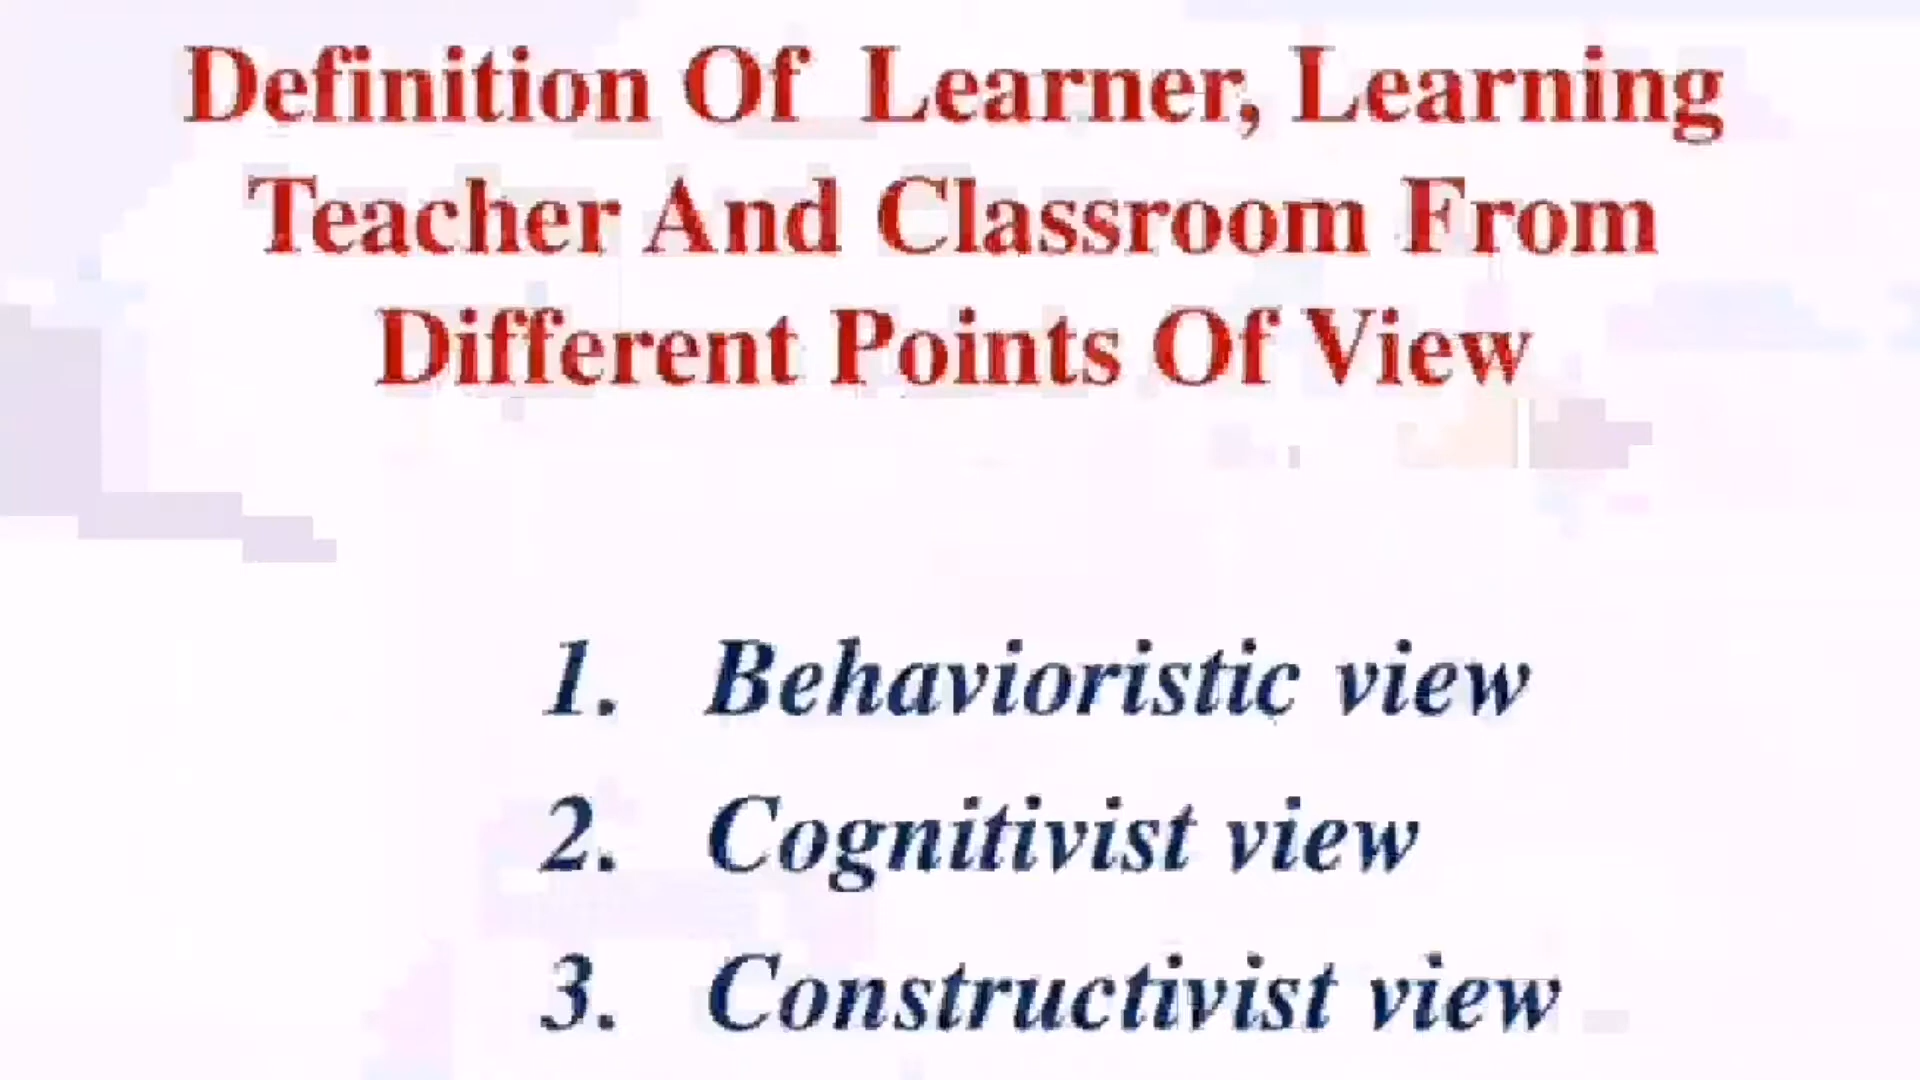 Definition Of Learner, Learning
Teacher And Classroom From
Different Points Of View
1. Behavioristic view
2. Cognitivist view
3. Constructivist view